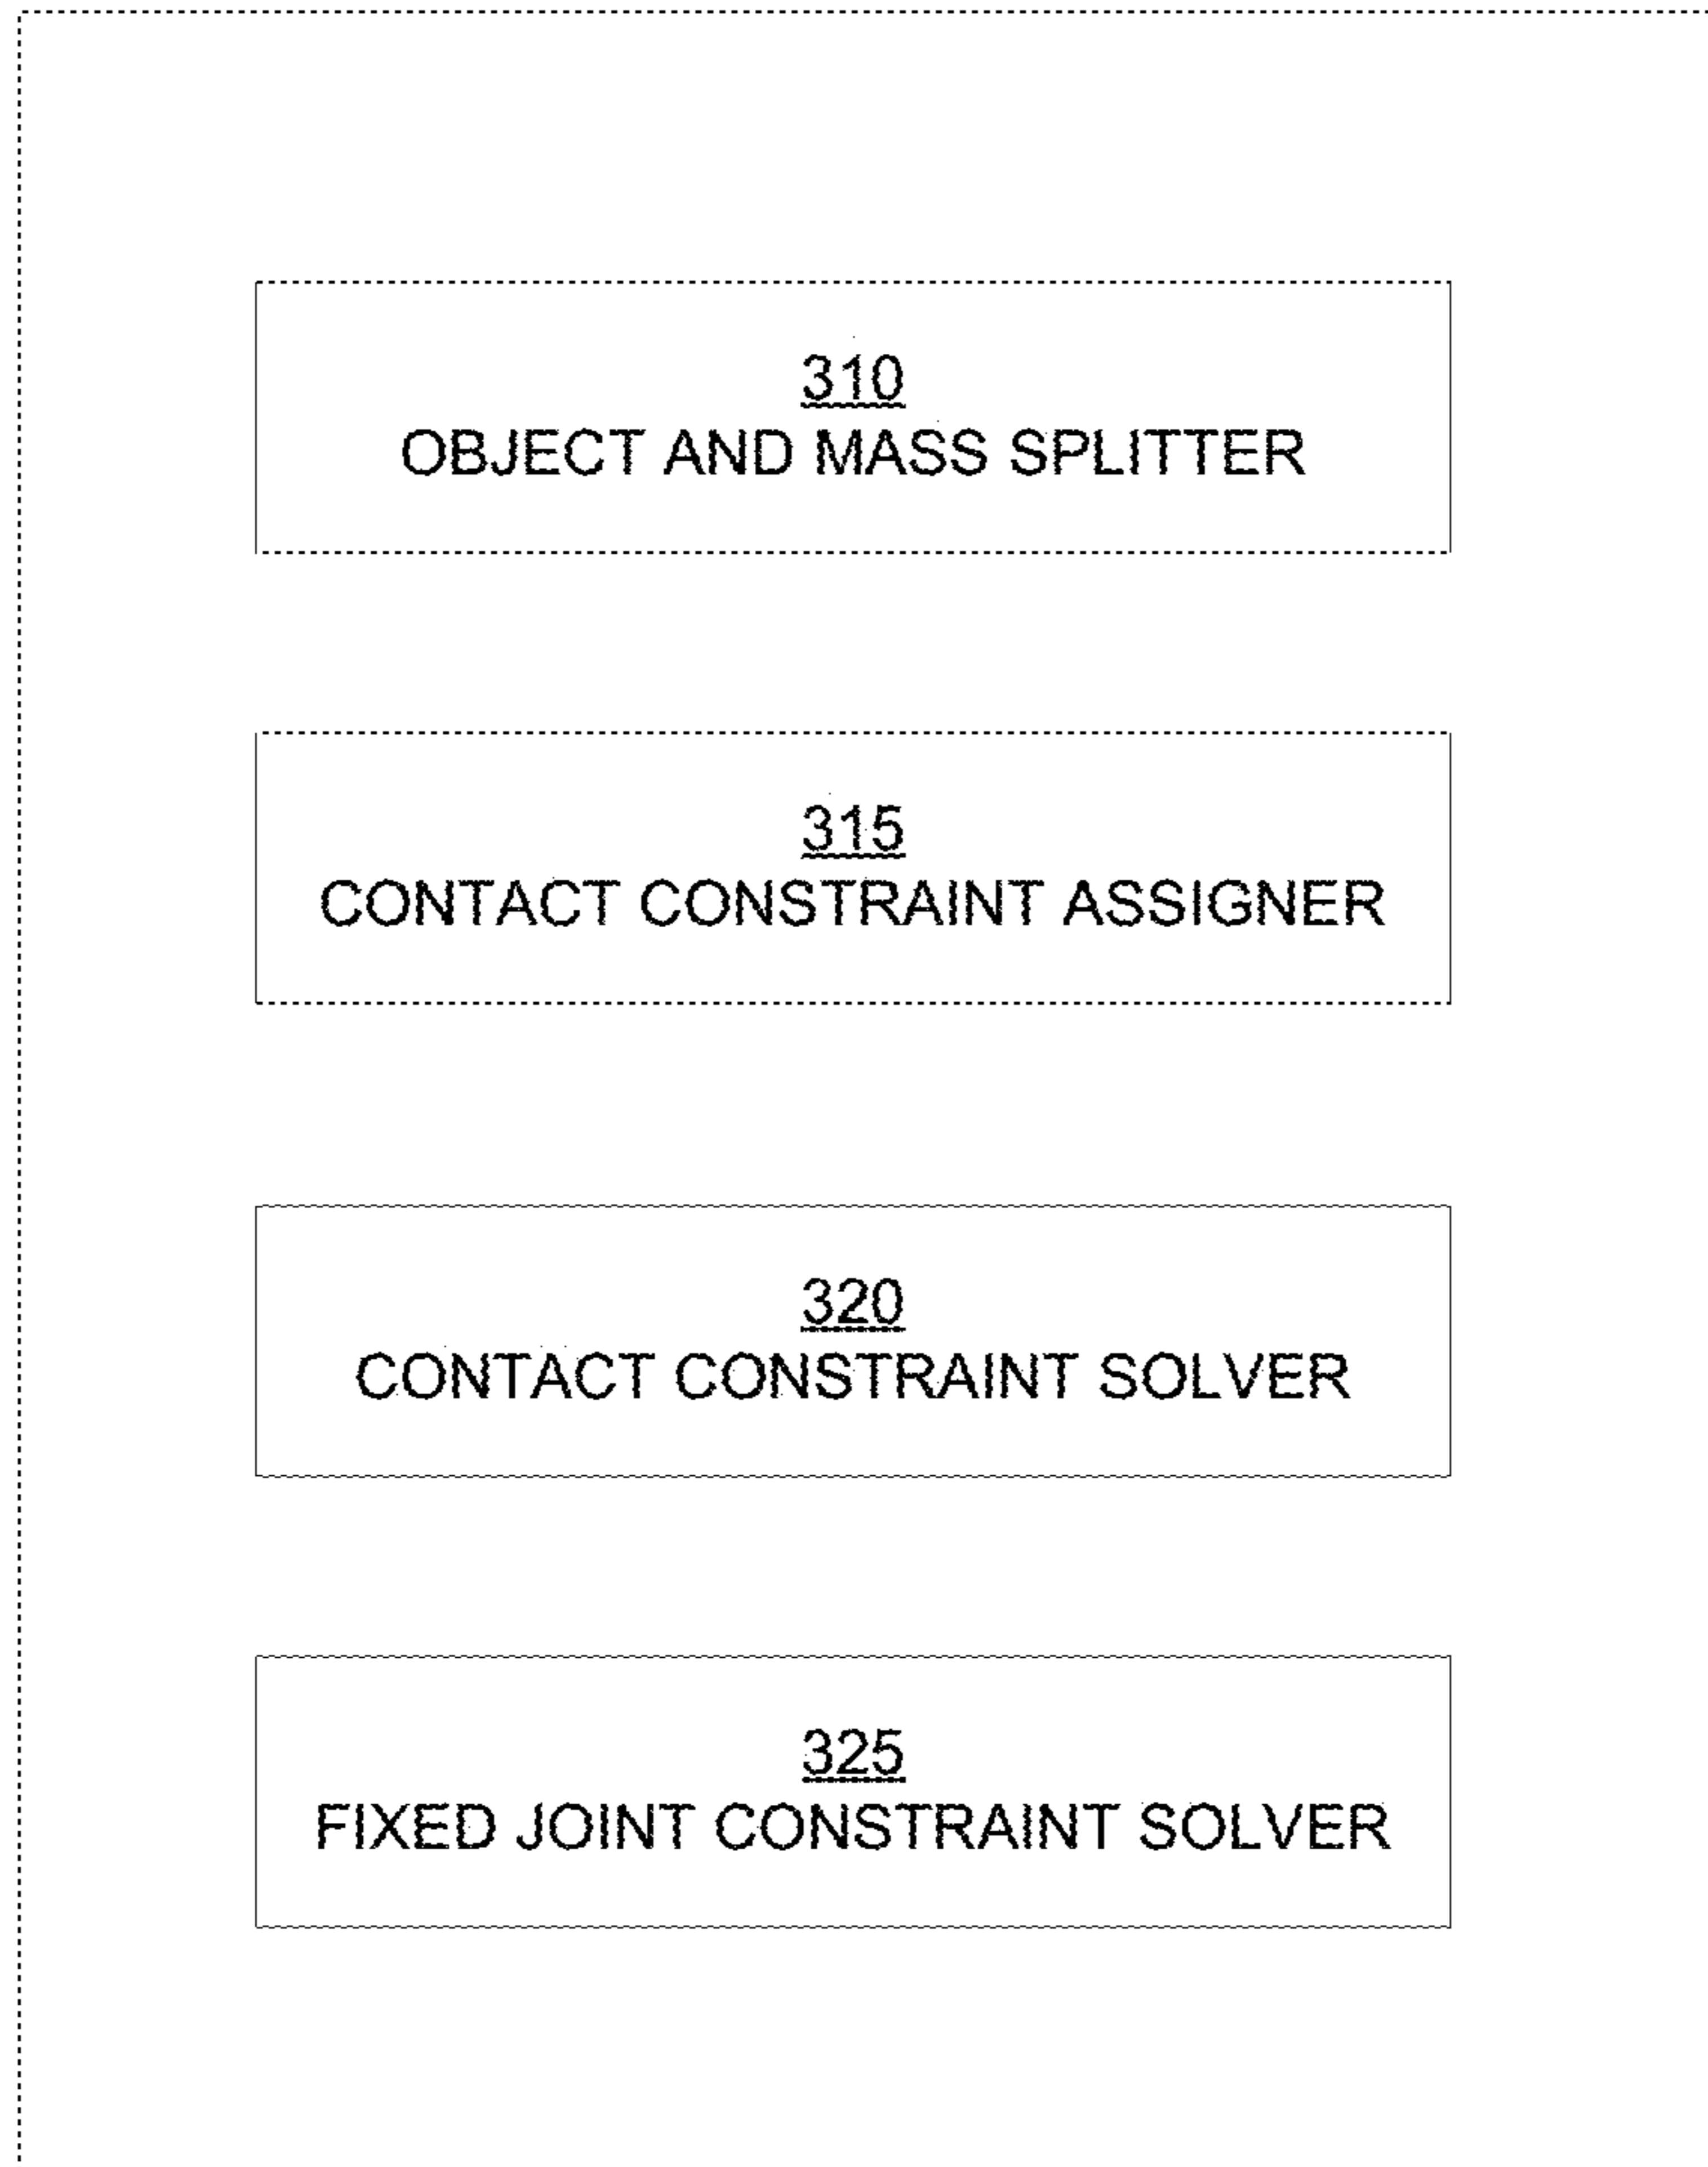 310
OBJECT AND MASS SPLITTER
315
CONTACT CONSTRAINT ASSIGNER
320
CONTACT CONSTRAINT SOLVER
325
FIXED JOINT CONSTRAINT SOLVER